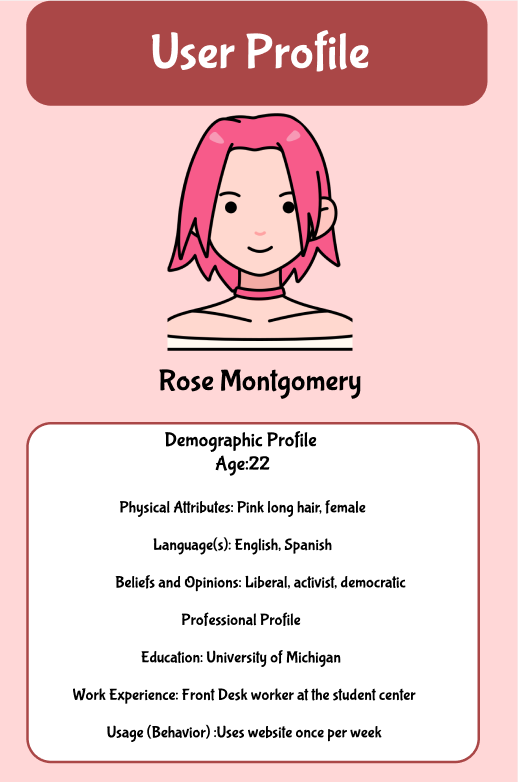 User Profile
Rose Montgomery
Demographic Profile
Age:22
Physical Attributes: Pink long hair, female
Language(s): English, Spanish
Beliefs and Opinions: Liberal, activist, democratic
Professional Profile
Education: University of Michigan
Work Experience: Front Desk worker at the student center
Usage (Behavior) :Uses website once per week